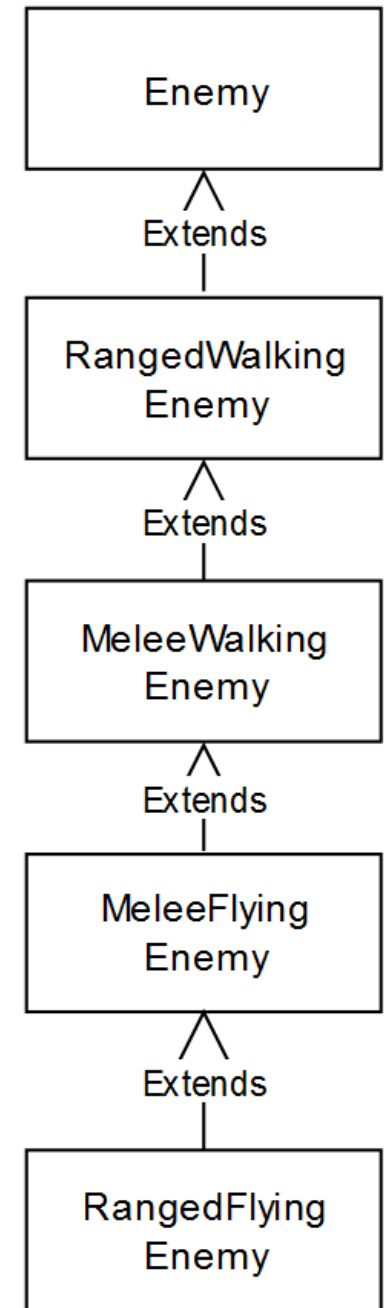 Enemy
Extends
RangedWalking
Enemy
Extends
MeleeWalking
Enemy
Extends
MeleeFlying
Enemy
Extends
RangedFlying
Enemy